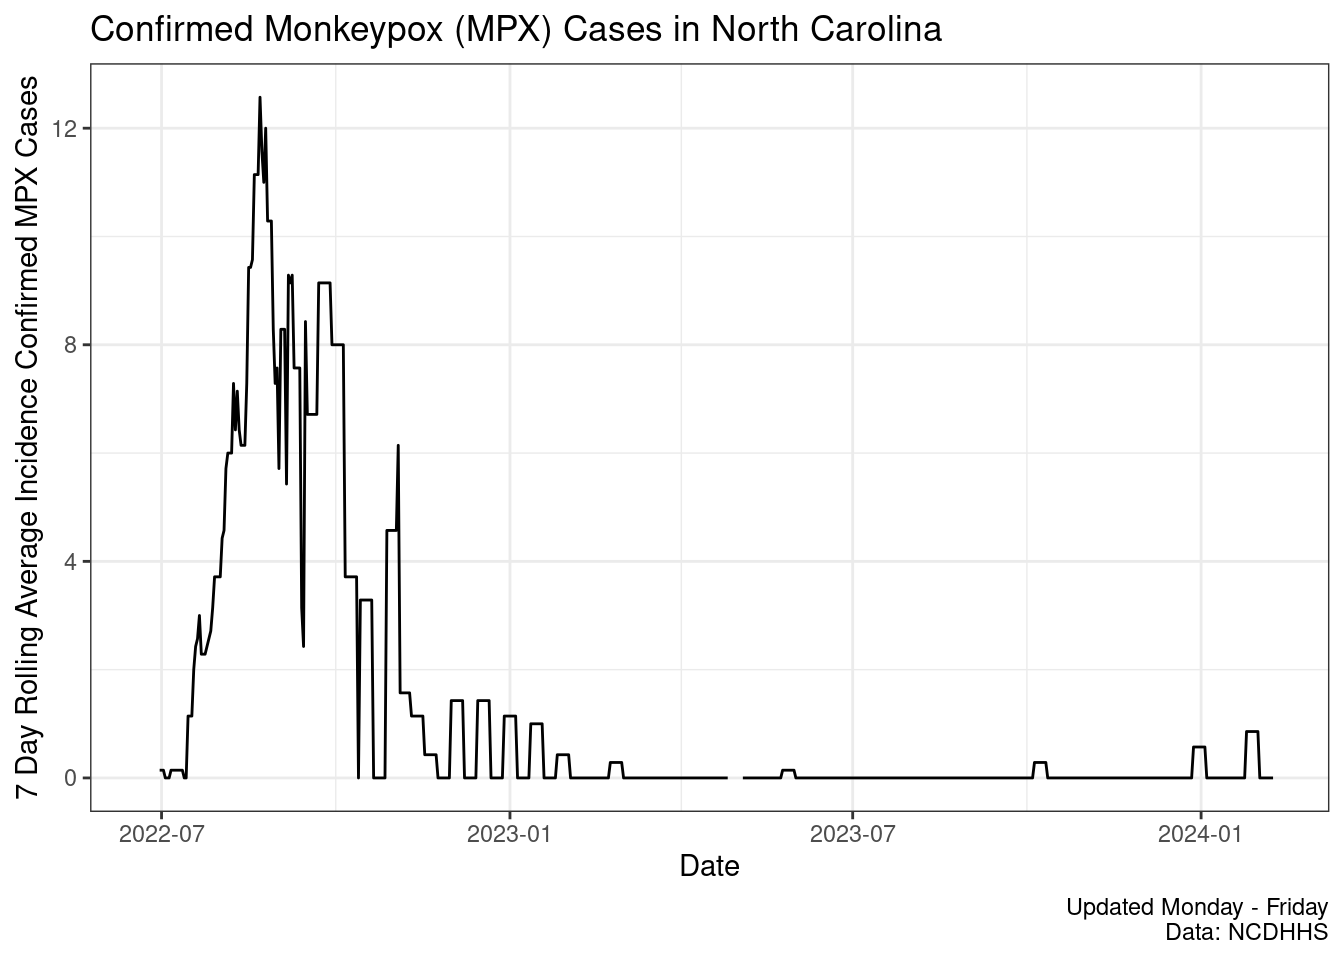 Confirmed Monkeypox (MPX) Cases in North Carolina
7 Day Rolling Average Incidence Confirmed MPX Cases
12
8
4
0
2022-07
2023-01
2023-07
2024-01
Date
Updated Monday - Friday
Data: NCDHHS